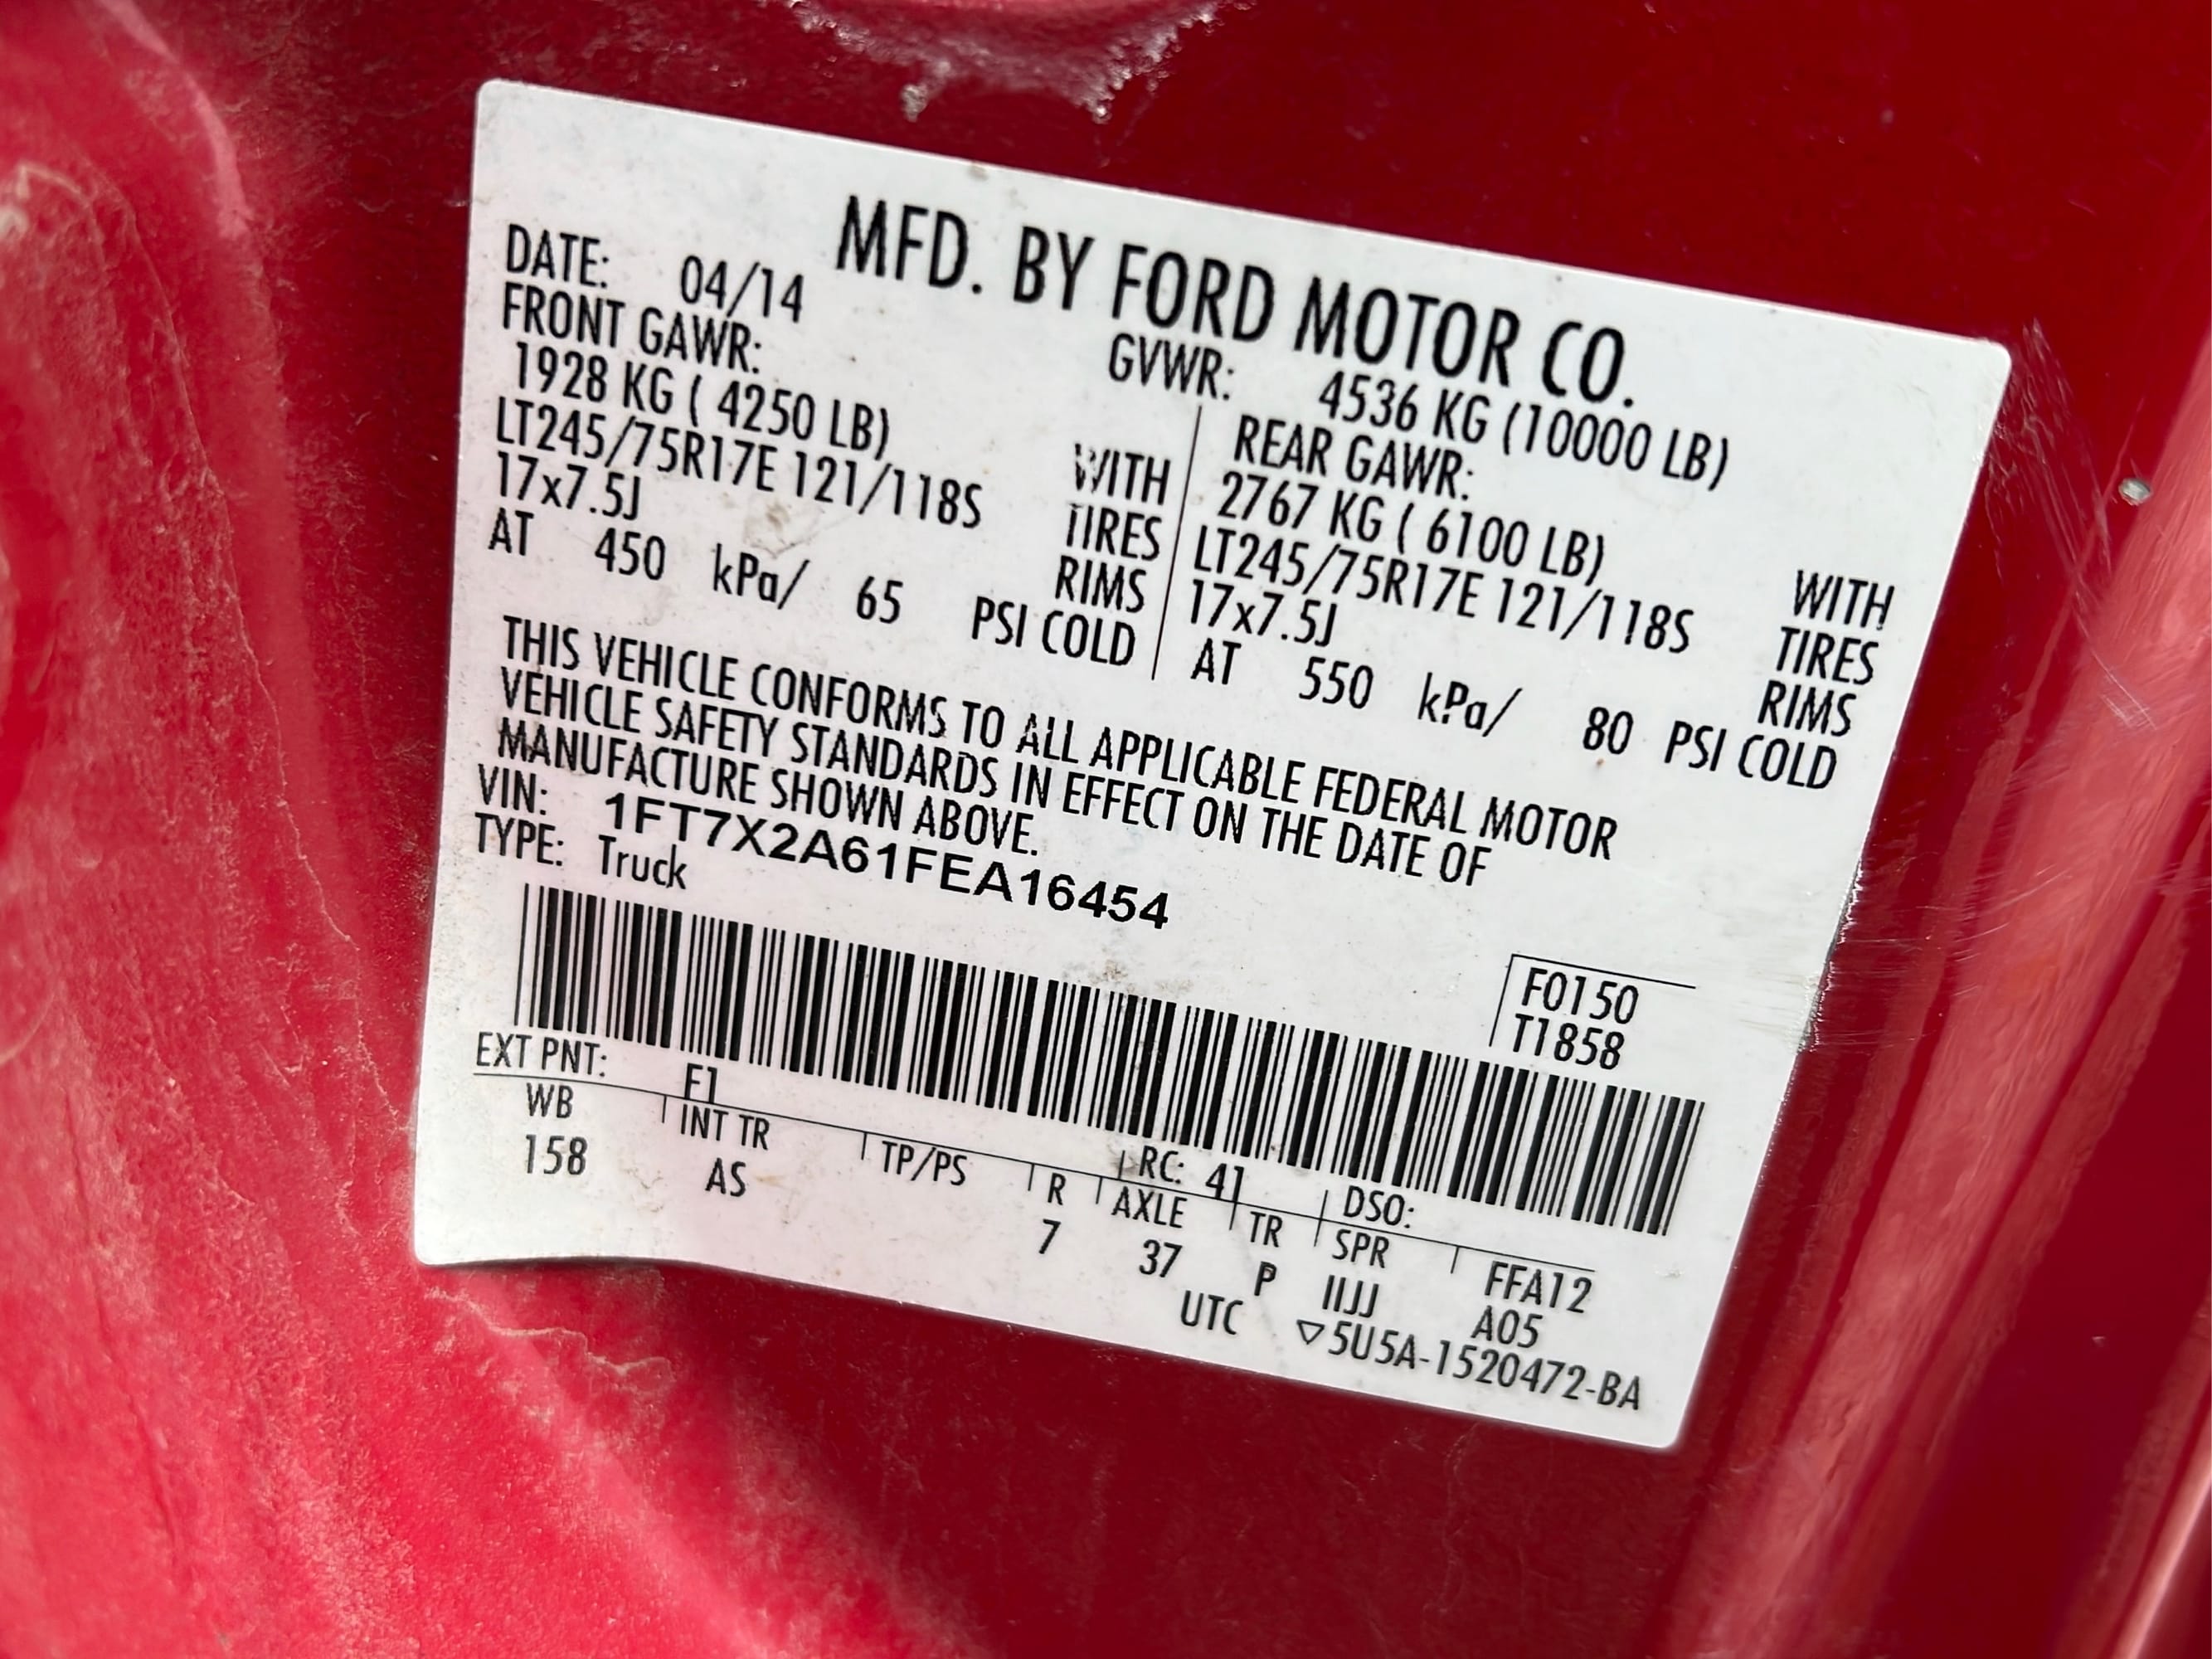 MFD. BY FORD MOTOR CO.
DATE: 04/14 GVWR: 4536 KG (10000 LB)
FRONT GAWR: REAR GAWR:
1928 KG ( 4250 LB) WITH 2767 KG ( 6100 LB) WITH
LT245/75R17E 121/118S TIRES LT245/75R17E 121/118S TIRES
17x7.5J RIMS 17x7.5J RIMS
AT 450 kPa/ 65 PSI COLD AT 550 kPa/ 80 PSI COLD
THIS VEHICLE CONFORMS TO ALL APPLICABLE FEDERAL MOTOR
VEHICLE SAFETY STANDARDS IN EFFECT ON THE DATE OF
MANUFACTURE SHOWN ABOVE.
VIN: 1FT7X2A61FEA16454
TYPE: Truck
F0150
T1858
EXT PNT: F1 RC: 41 DSO:
WB INT TR TP/PS R AXLE TR SPR FFA12
158 AS 7 37 P IIJJ A05
UTC ▽5U5A-1520472-BA